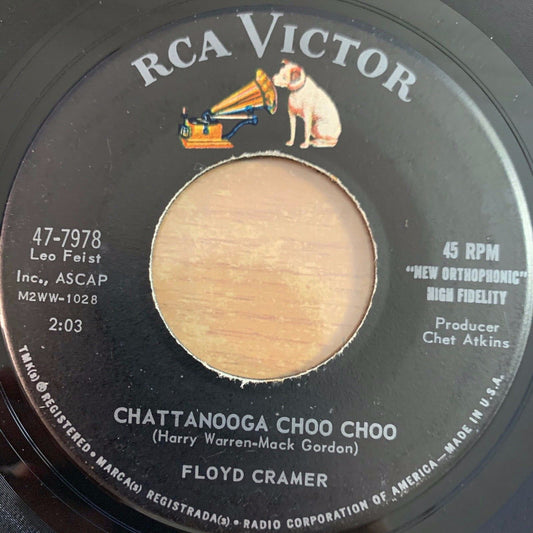 RCA VICTOR
47-7978
Leo Feist
Inc., ASCAP
M2WW-1028
2:03
45 RPM
"NEW ORTHOPHONIC"
HIGH FIDELITY
Producer
Chet Atkins
CHATTANOOGA CHOO CHOO
(Harry Warren-Mack Gordon)
FLOYD CRAMER
TMK(s) ® REGISTERED • MARCA(s) REGISTRADA(s) • RADIO CORPORATION OF AMERICA—MADE IN U.S.A.